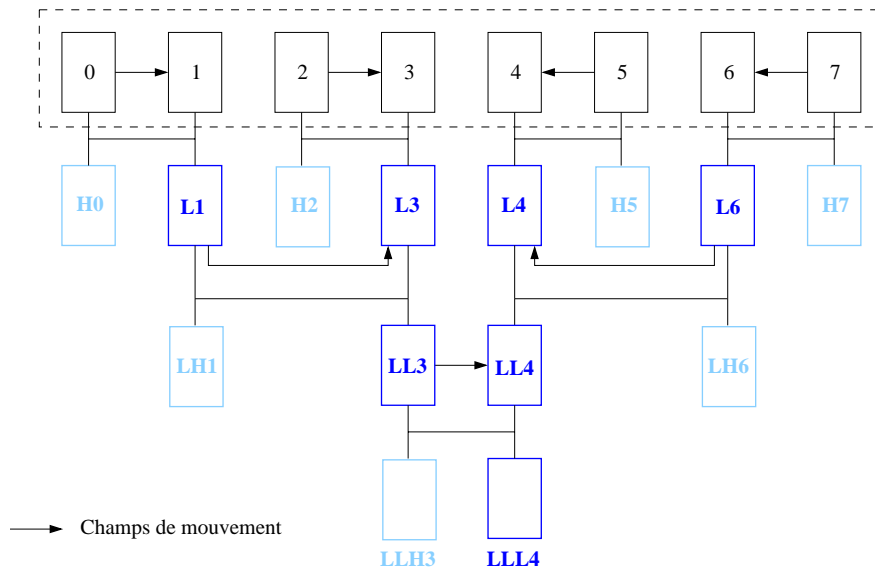 0 1 2 3 4 5 6 7
H0 L1 H2 L3 L4 H5 L6 H7
LH1 LL3 LL4 LH6
Champs de mouvement
LLH3 LLL4